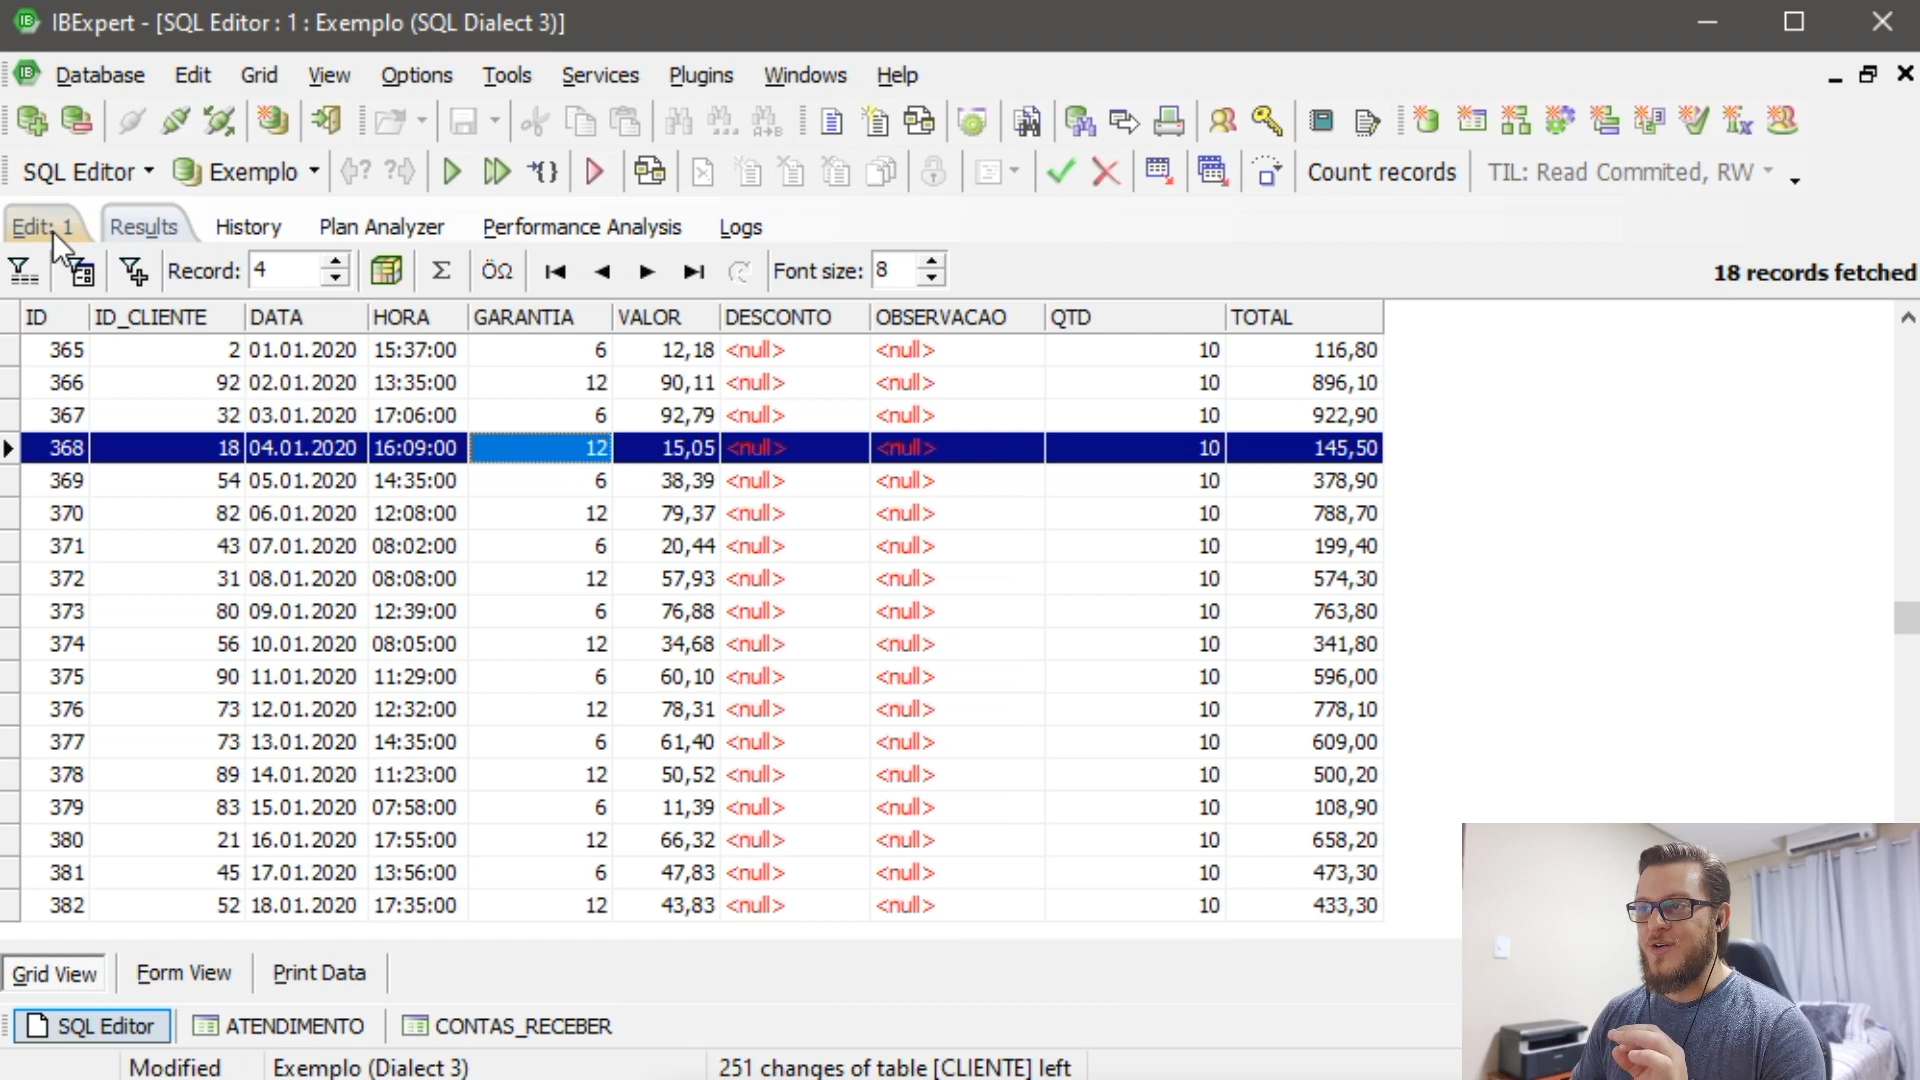 IBExpert - [SQL Editor : 1 : Exemplo (SQL Dialect 3)]
Database Edit Grid View Options Tools Services Plugins Windows Help
SQL Editor Exemplo Count records TIL: Read Commited, RW
Edit: 1 Results History Plan Analyzer Performance Analysis Logs
Record: 4 Σ ÖΩ Font size: 8 18 records fetched
ID ID_CLIENTE DATA HORA GARANTIA VALOR DESCONTO OBSERVACAO QTD TOTAL
365 2 01.01.2020 15:37:00 6 12,18 <null> <null> 10 116,80
366 92 02.01.2020 13:35:00 12 90,11 <null> <null> 10 896,10
367 32 03.01.2020 17:06:00 6 92,79 <null> <null> 10 922,90
368 18 04.01.2020 16:09:00 12 15,05 <null> <null> 10 145,50
369 54 05.01.2020 14:35:00 6 38,39 <null> <null> 10 378,90
370 82 06.01.2020 12:08:00 12 79,37 <null> <null> 10 788,70
371 43 07.01.2020 08:02:00 6 20,44 <null> <null> 10 199,40
372 31 08.01.2020 08:08:00 12 57,93 <null> <null> 10 574,30
373 80 09.01.2020 12:39:00 6 76,88 <null> <null> 10 763,80
374 56 10.01.2020 08:05:00 12 34,68 <null> <null> 10 341,80
375 90 11.01.2020 11:29:00 6 60,10 <null> <null> 10 596,00
376 73 12.01.2020 12:32:00 12 78,31 <null> <null> 10 778,10
377 73 13.01.2020 14:35:00 6 61,40 <null> <null> 10 609,00
378 89 14.01.2020 11:23:00 12 50,52 <null> <null> 10 500,20
379 83 15.01.2020 07:58:00 6 11,39 <null> <null> 10 108,90
380 21 16.01.2020 17:55:00 12 66,32 <null> <null> 10 658,20
381 45 17.01.2020 13:56:00 6 47,83 <null> <null> 10 473,30
382 52 18.01.2020 17:35:00 12 43,83 <null> <null> 10 433,30
Grid View Form View Print Data
SQL Editor ATENDIMENTO CONTAS_RECEBER
Modified Exemplo (Dialect 3) 251 changes of table [CLIENTE] left